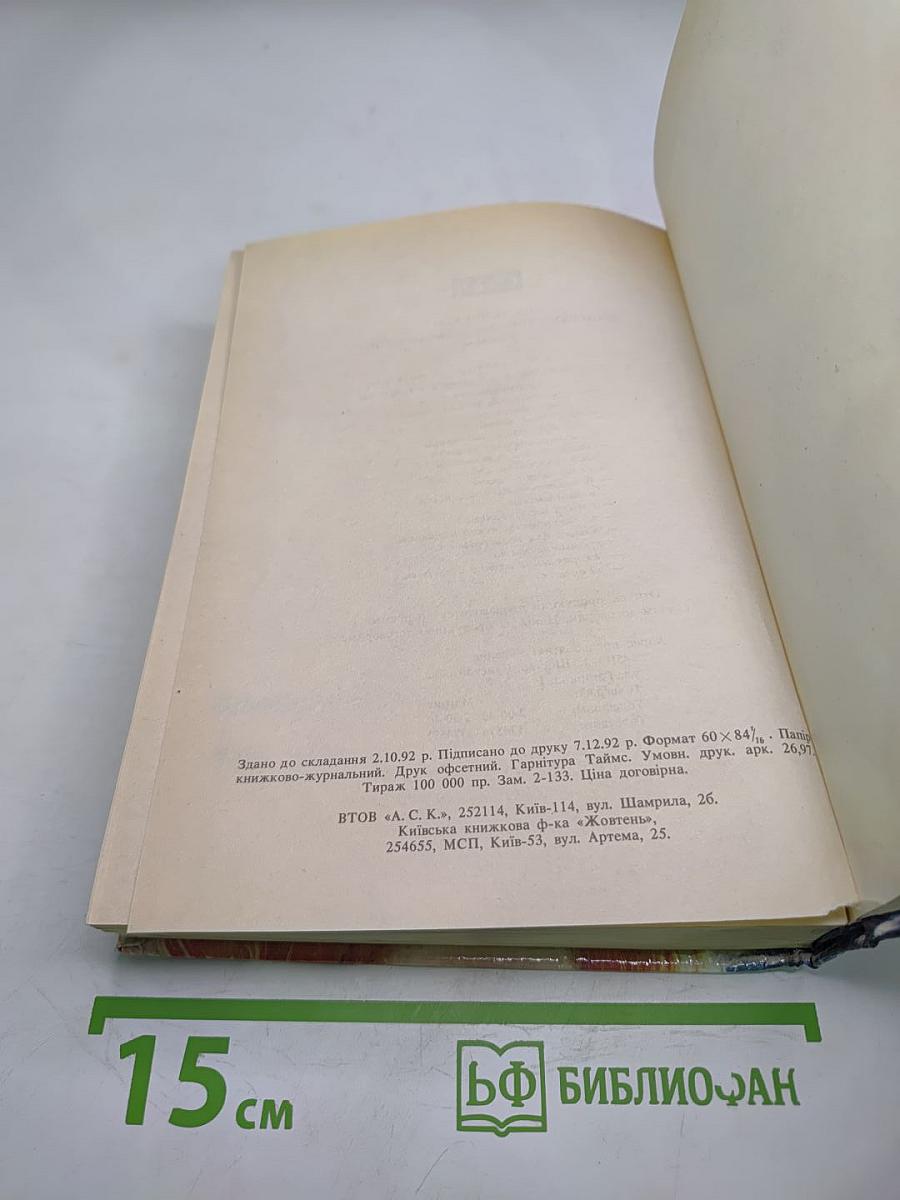 Здано до складання 2.10.92 р. Підписано до друку 7.12.92 р. Формат 60×84 1/16. Папір
книжково-журнальний. Друк офсетний. Гарнітура Таймс. Умовн. друк. арк. 26,97.
Тираж 100 000 пр. Зам. 2-133. Ціна договірна.
ВТОВ «А. С. К.», 252114, Київ-114, вул. Шамрила, 2б.
Київська книжкова ф-ка «Жовтень»,
254655, МСП, Київ-53, вул. Артема, 25.
15 см
БФ БИБЛИОФАН